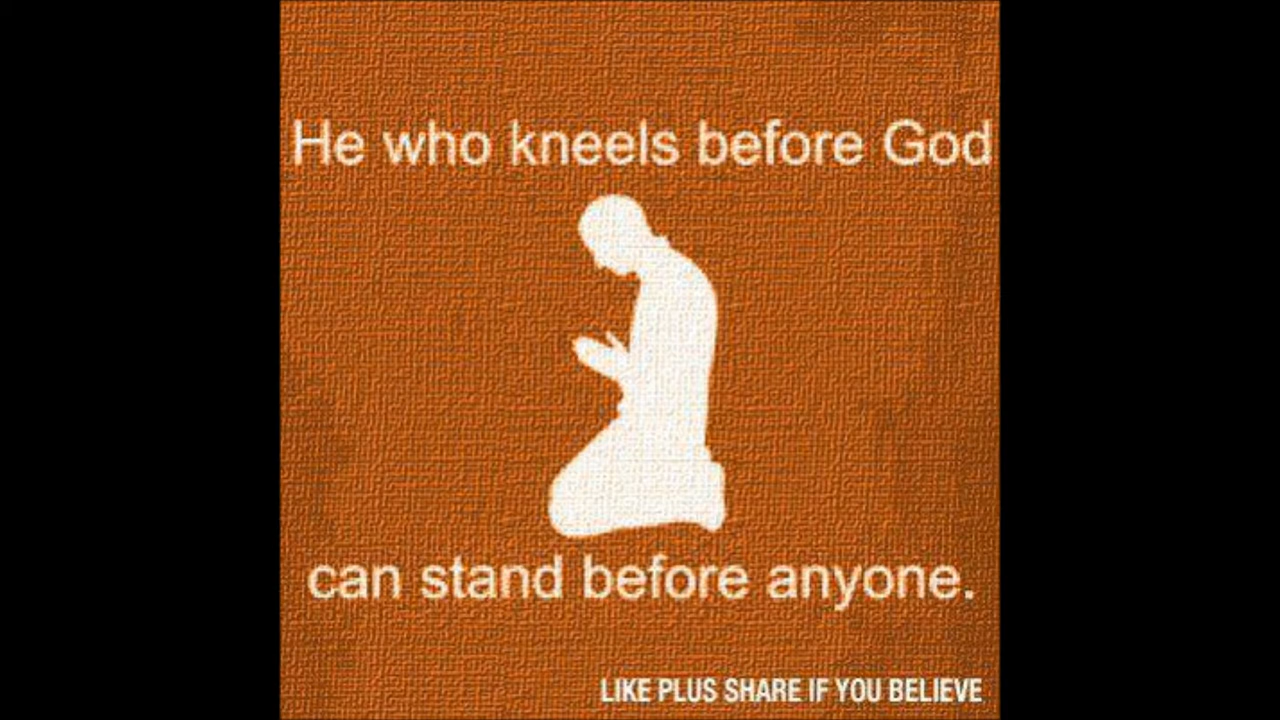 He who kneels before God
can stand before anyone.
LIKE PLUS SHARE IF YOU BELIEVE